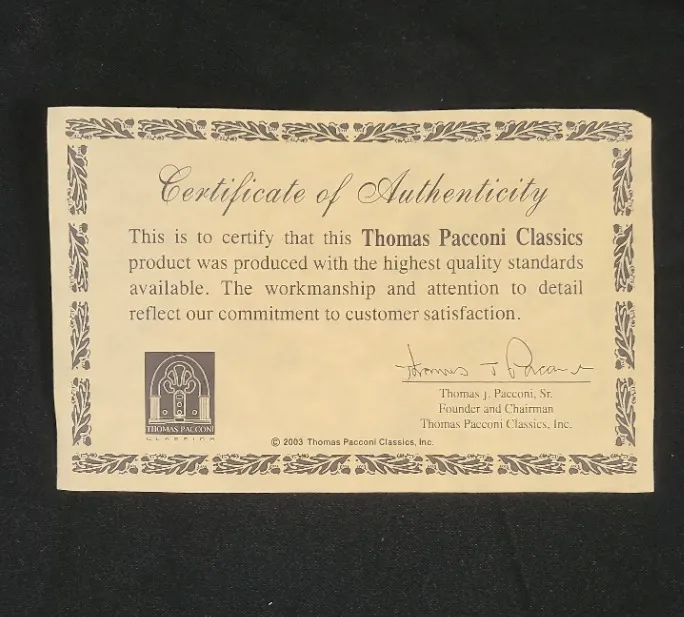 Certificate of Authenticity
This is to certify that this Thomas Pacconi Classics
product was produced with the highest quality standards
available. The workmanship and attention to detail
reflect our commitment to customer satisfaction.
Thomas J Pacconi
Thomas J. Pacconi, Sr.
Founder and Chairman
Thomas Pacconi Classics, Inc.
THOMAS PACCONI
CLASSICS
© 2003 Thomas Pacconi Classics, Inc.